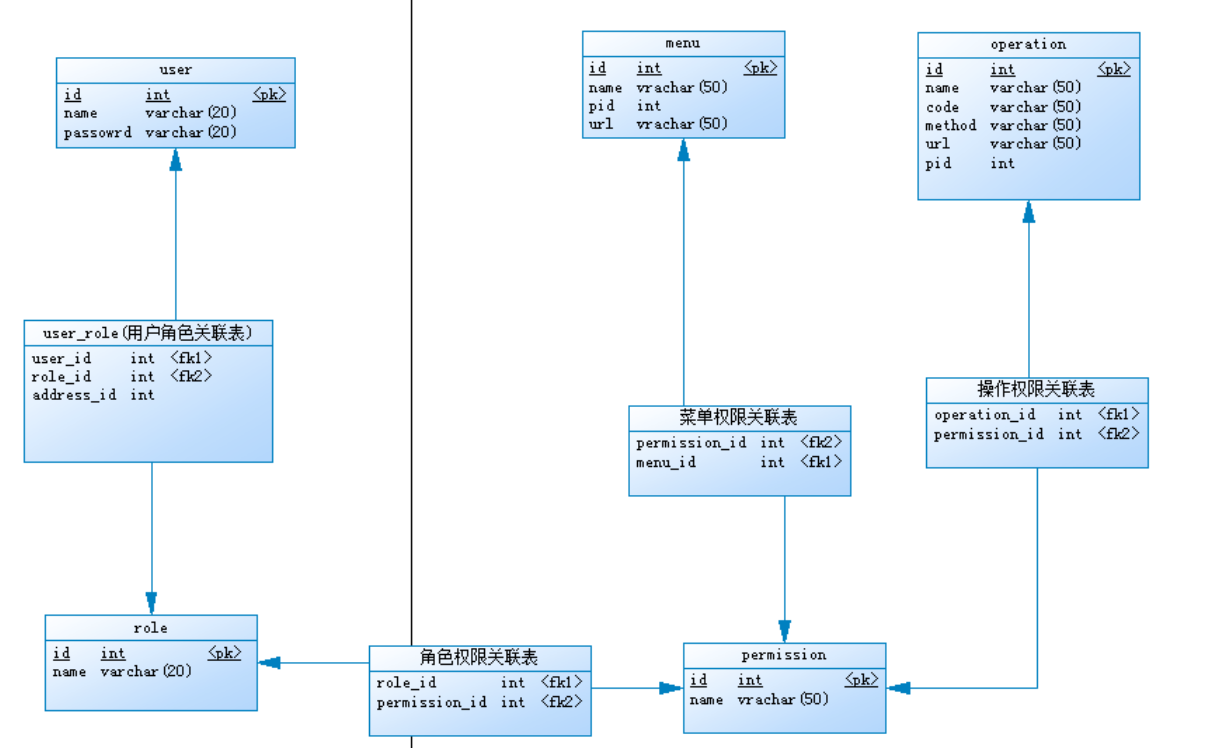 user
id int <pk>
name varchar(20)
passowrd varchar(20)
menu
id int <pk>
name vrachar(50)
pid int
url vrachar(50)
operation
id int <pk>
name varchar(50)
code varchar(50)
method varchar(50)
url varchar(50)
pid int
user_role(用户角色关联表)
user_id int <fk1>
role_id int <fk2>
address_id int
菜单权限关联表
permission_id int <fk2>
menu_id int <fk1>
操作权限关联表
operation_id int <fk1>
permission_id int <fk2>
role
id int <pk>
name varchar(20)
角色权限关联表
role_id int <fk1>
permission_id int <fk2>
permission
id int <pk>
name vrachar(50)